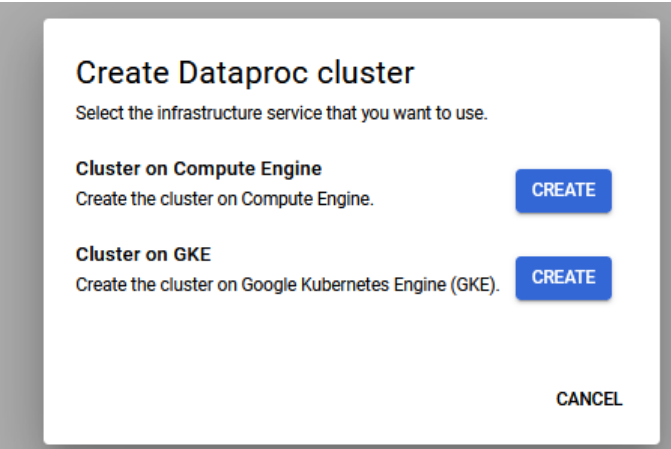 Create Dataproc cluster
Select the infrastructure service that you want to use.
Cluster on Compute Engine
Create the cluster on Compute Engine.
CREATE
Cluster on GKE
Create the cluster on Google Kubernetes Engine (GKE).
CREATE
CANCEL